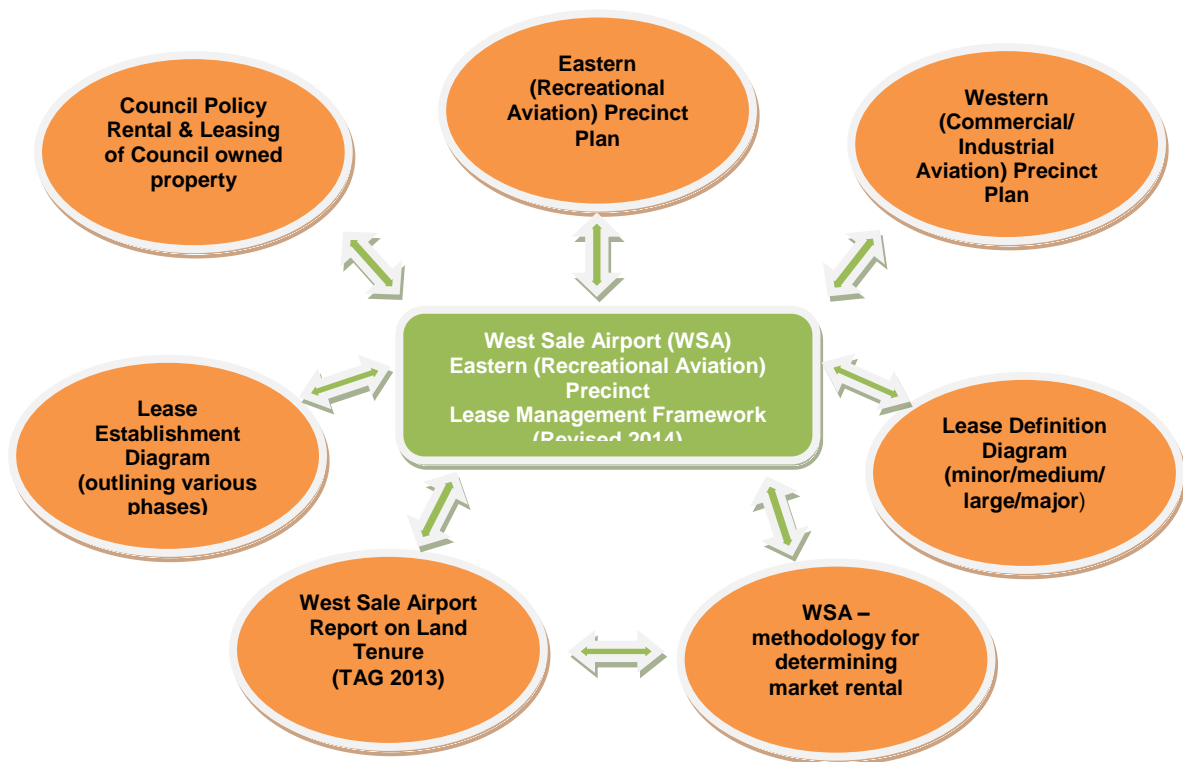 Council Policy
Rental & Leasing
of Council owned
property
Eastern
(Recreational
Aviation) Precinct
Plan
Western
(Commercial/
Industrial
Aviation) Precinct
Plan
West Sale Airport (WSA)
Eastern (Recreational Aviation)
Precinct
Lease Management Framework
(Revised 2014)
Lease
Establishment
Diagram
(outlining various
phases)
Lease Definition
Diagram
(minor/medium/
large/major)
West Sale Airport
Report on Land
Tenure
(TAG 2013)
WSA –
methodology for
determining
market rental